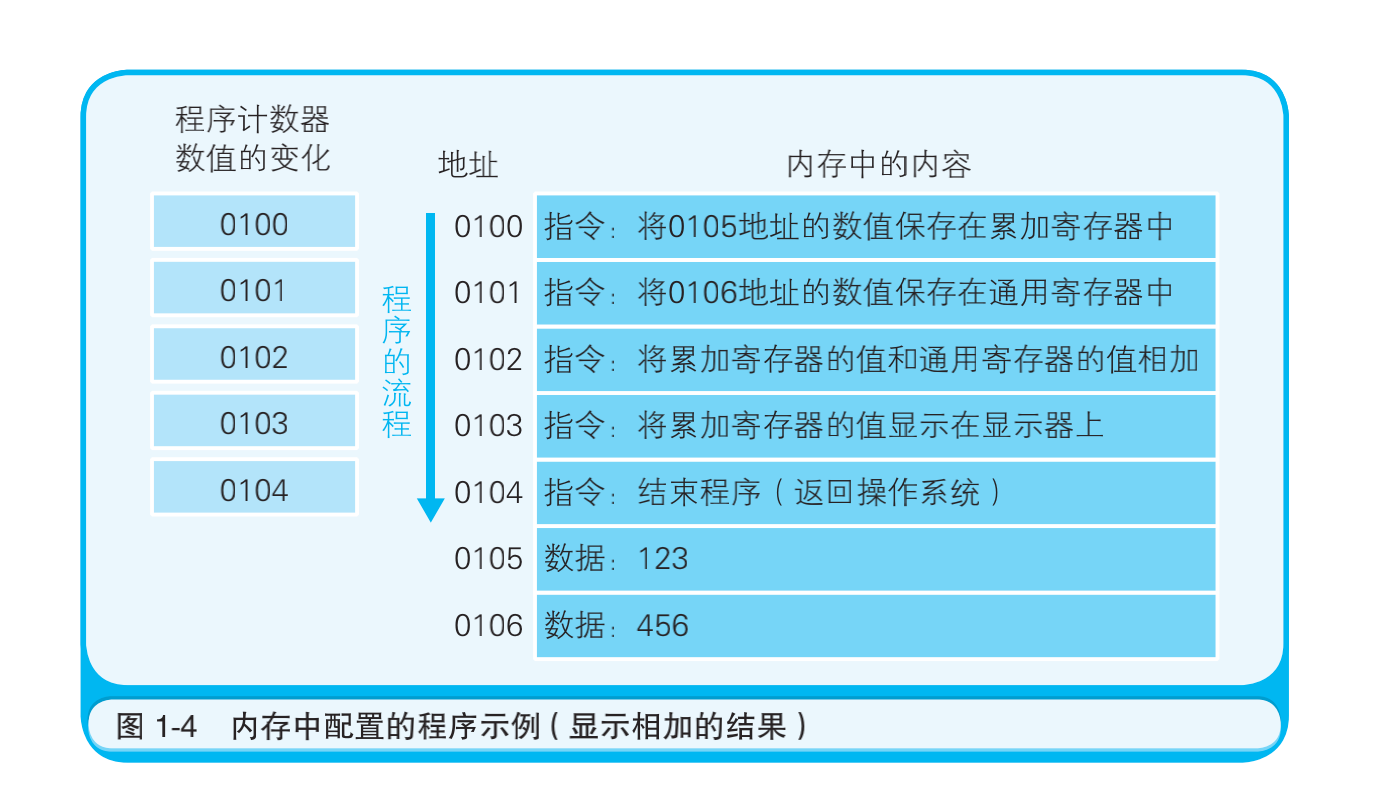 程序计数器
数值的变化
地址
内存中的内容
0100
0101
0102
0103
0104
程序的流程
0100 指令：将0105地址的数值保存在累加寄存器中
0101 指令：将0106地址的数值保存在通用寄存器中
0102 指令：将累加寄存器的值和通用寄存器的值相加
0103 指令：将累加寄存器的值显示在显示器上
0104 指令：结束程序（返回操作系统）
0105 数据：123
0106 数据：456
图 1-4 内存中配置的程序示例（显示相加的结果）